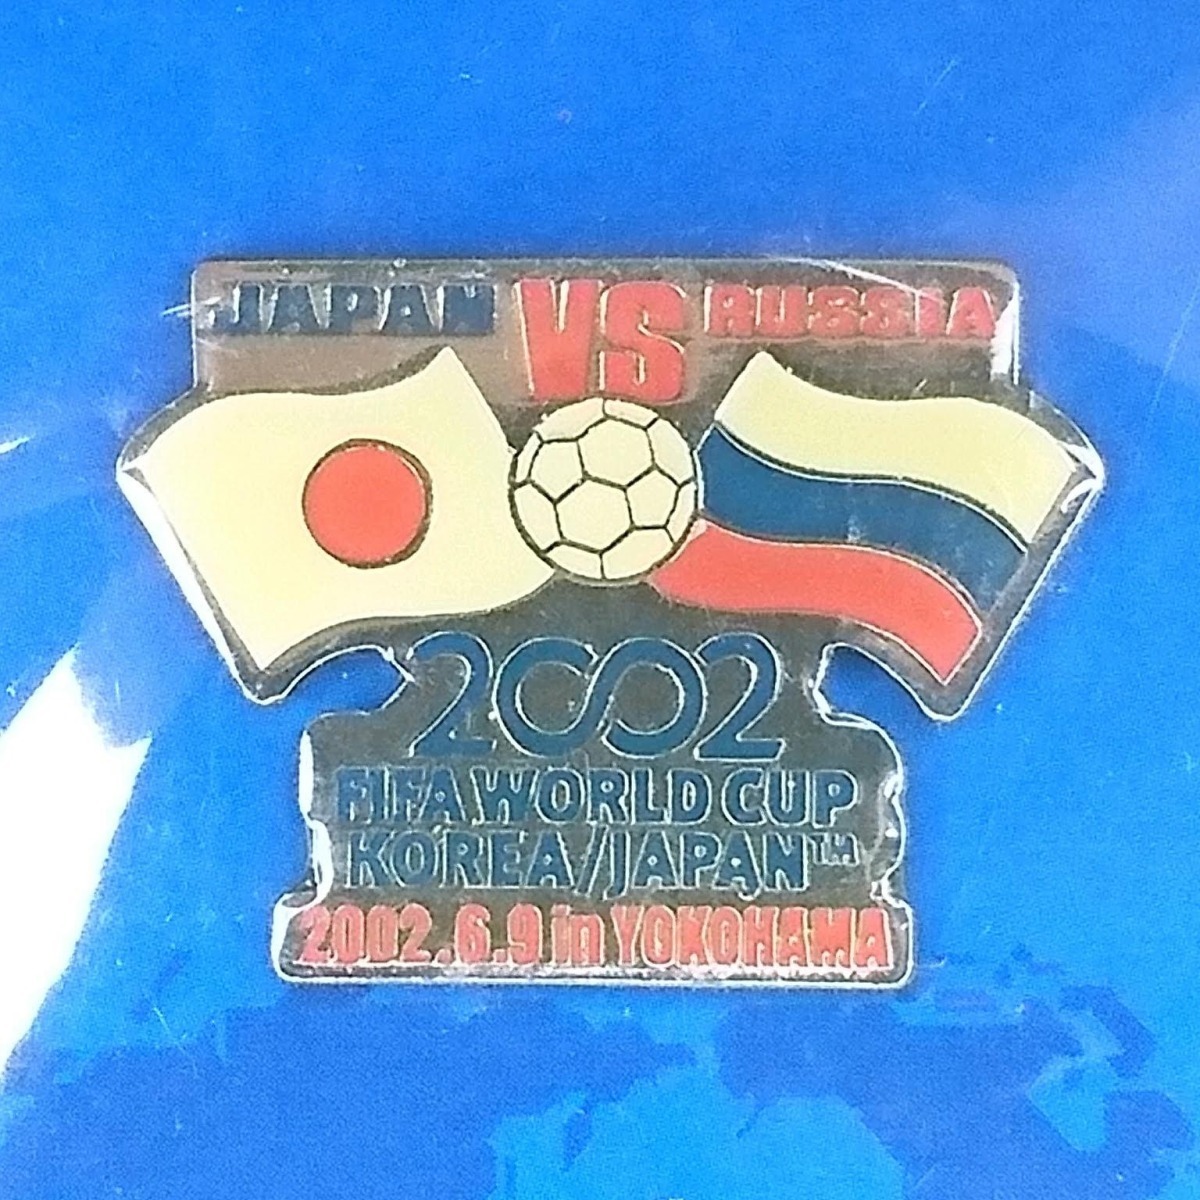 JAPAN VS RUSSIA
2002
FIFA WORLD CUP
KOREA/JAPAN™
2002.6.9 in YOKOHAMA